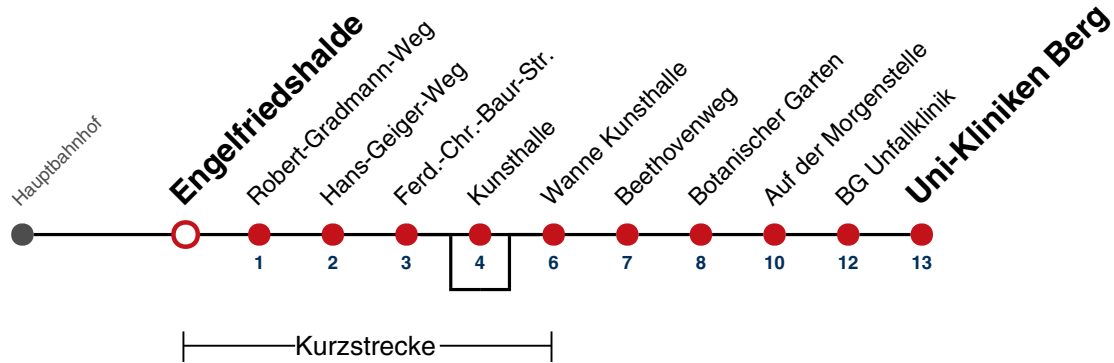 Hauptbahnhof
Engelfriedshalde
Robert-Gradmann-Weg
Hans-Geiger-Weg
Ferd.-Chr.-Baur-Str.
Kunsthalle
Wanne Kunsthalle
Beethovenweg
Botanischer Garten
Auf der Morgenstelle
BG Unfallklinik
Uni-Kliniken Berg
1 2 3 4 6 7 8 10 12 13
Kurzstrecke